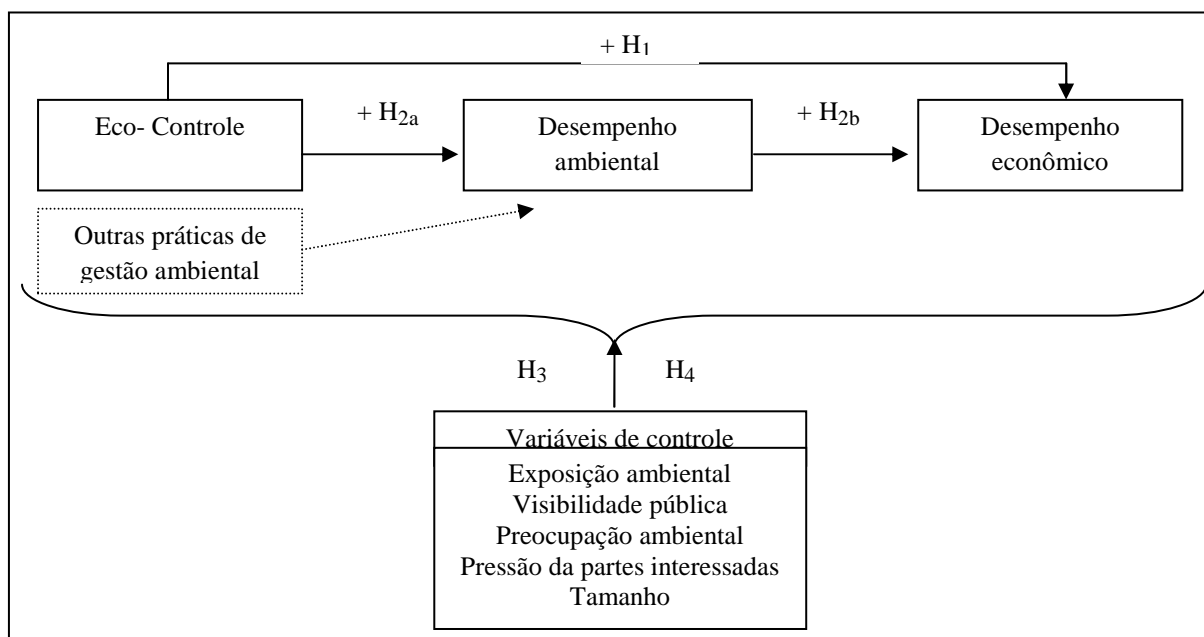 + H1
Eco- Controle
+ H2a
Desempenho
ambiental
+ H2b
Desempenho
econômico
Outras práticas de
gestão ambiental
H3
H4
Variáveis de controle
Exposição ambiental
Visibilidade pública
Preocupação ambiental
Pressão da partes interessadas
Tamanho